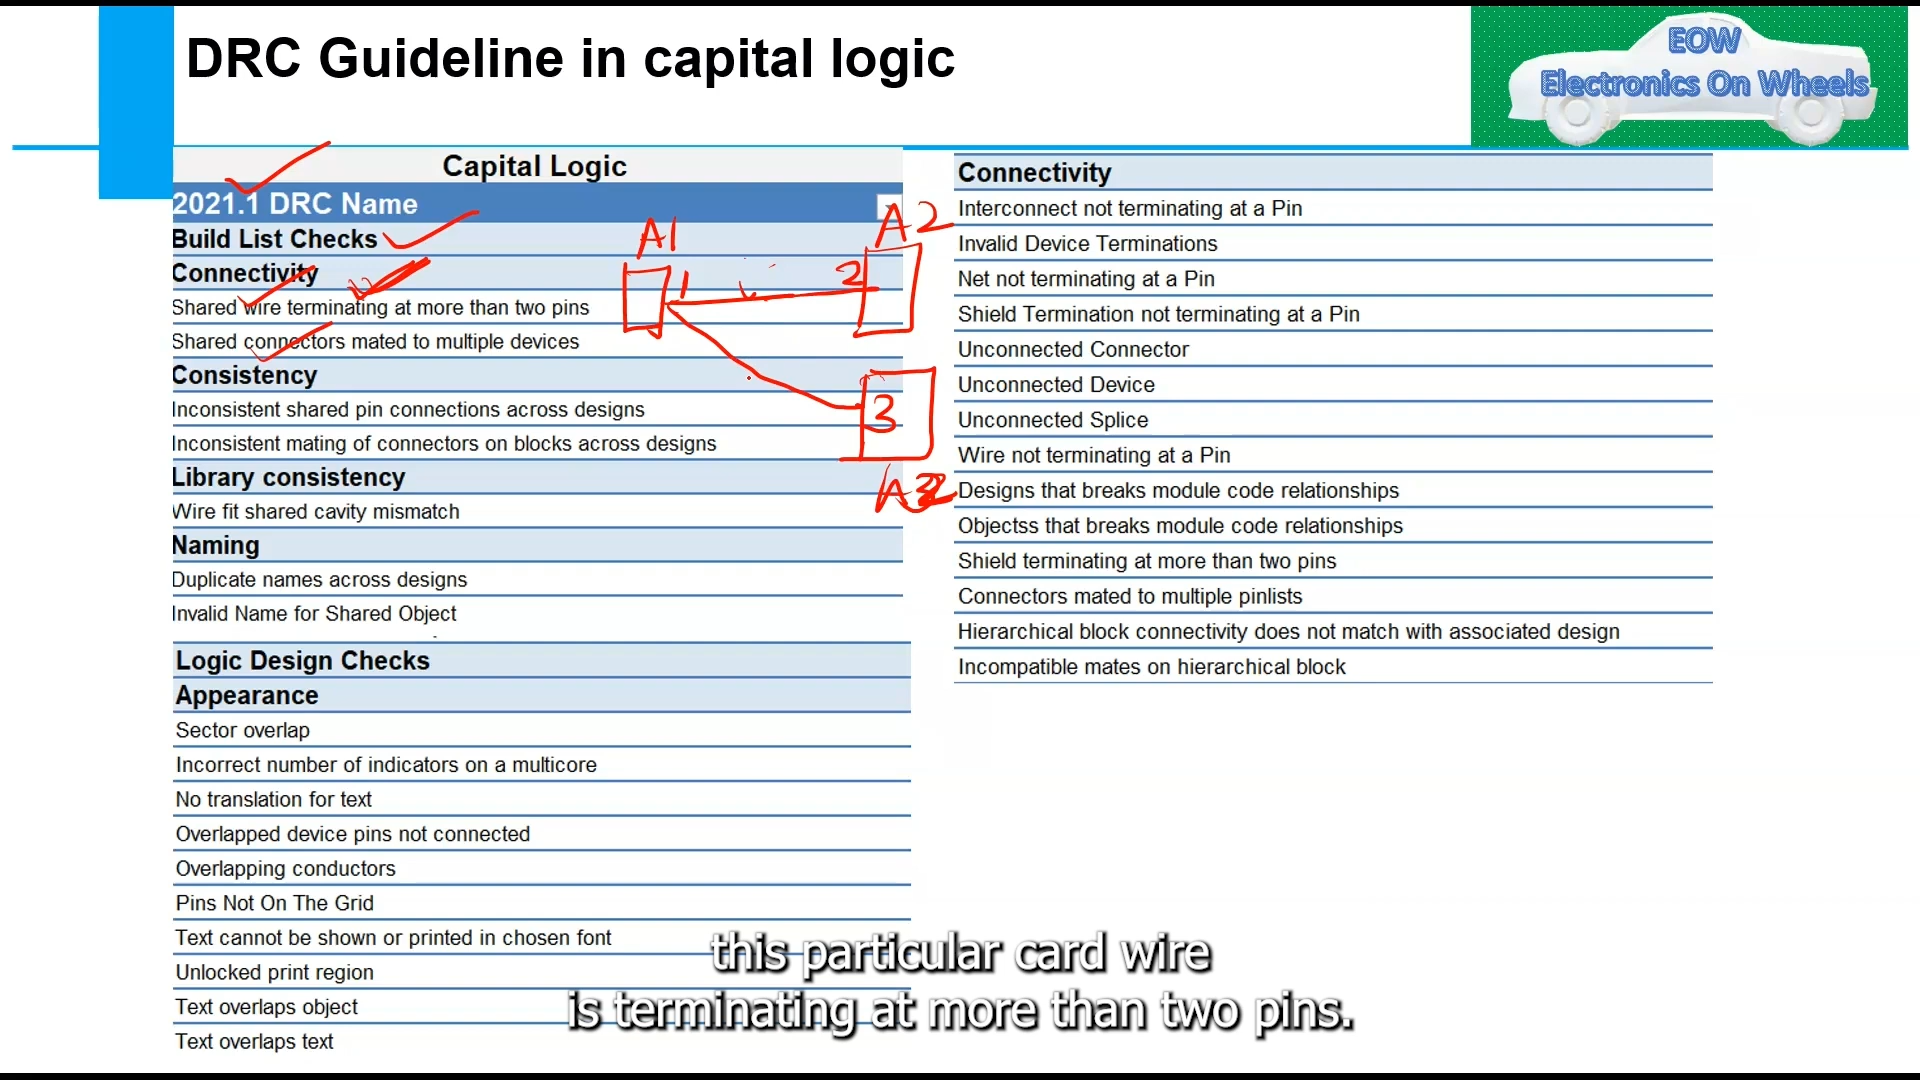 DRC Guideline in capital logic
EOW
Electronics On Wheels
Capital Logic
2021.1 DRC Name
Build List Checks
Connectivity
Shared wire terminating at more than two pins
Shared connectors mated to multiple devices
Consistency
Inconsistent shared pin connections across designs
Inconsistent mating of connectors on blocks across designs
Library consistency
Wire fit shared cavity mismatch
Naming
Duplicate names across designs
Invalid Name for Shared Object
Logic Design Checks
Appearance
Sector overlap
Incorrect number of indicators on a multicore
No translation for text
Overlapped device pins not connected
Overlapping conductors
Pins Not On The Grid
Text cannot be shown or printed in chosen font
Unlocked print region
Text overlaps object
Text overlaps text
A1
A2
1
2
3
Connectivity
Interconnect not terminating at a Pin
Invalid Device Terminations
Net not terminating at a Pin
Shield Termination not terminating at a Pin
Unconnected Connector
Unconnected Device
Unconnected Splice
Wire not terminating at a Pin
Designs that breaks module code relationships
Objectss that breaks module code relationships
Shield terminating at more than two pins
Connectors mated to multiple pinlists
Hierarchical block connectivity does not match with associated design
Incompatible mates on hierarchical block
this particular card wire
is terminating at more than two pins.